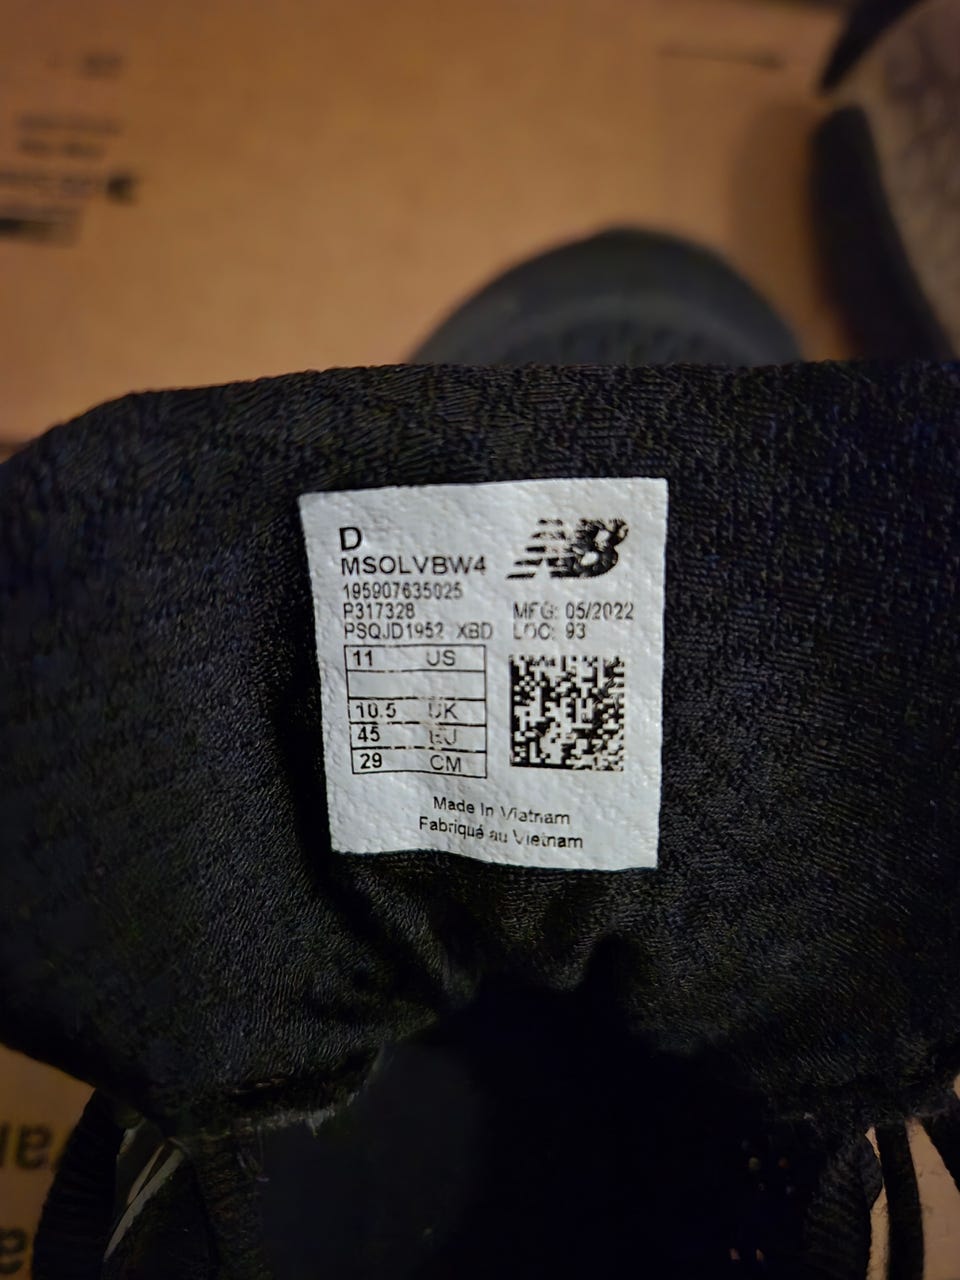 D
MSOLVBW4
NB
195907635025
P317328
MFG: 05/2022
PSQJD1952 XBD
LOC: 93
11 US
10.5 UK
45 EU
29 CM
Made In Vietnam
Fabriqué au Vietnam